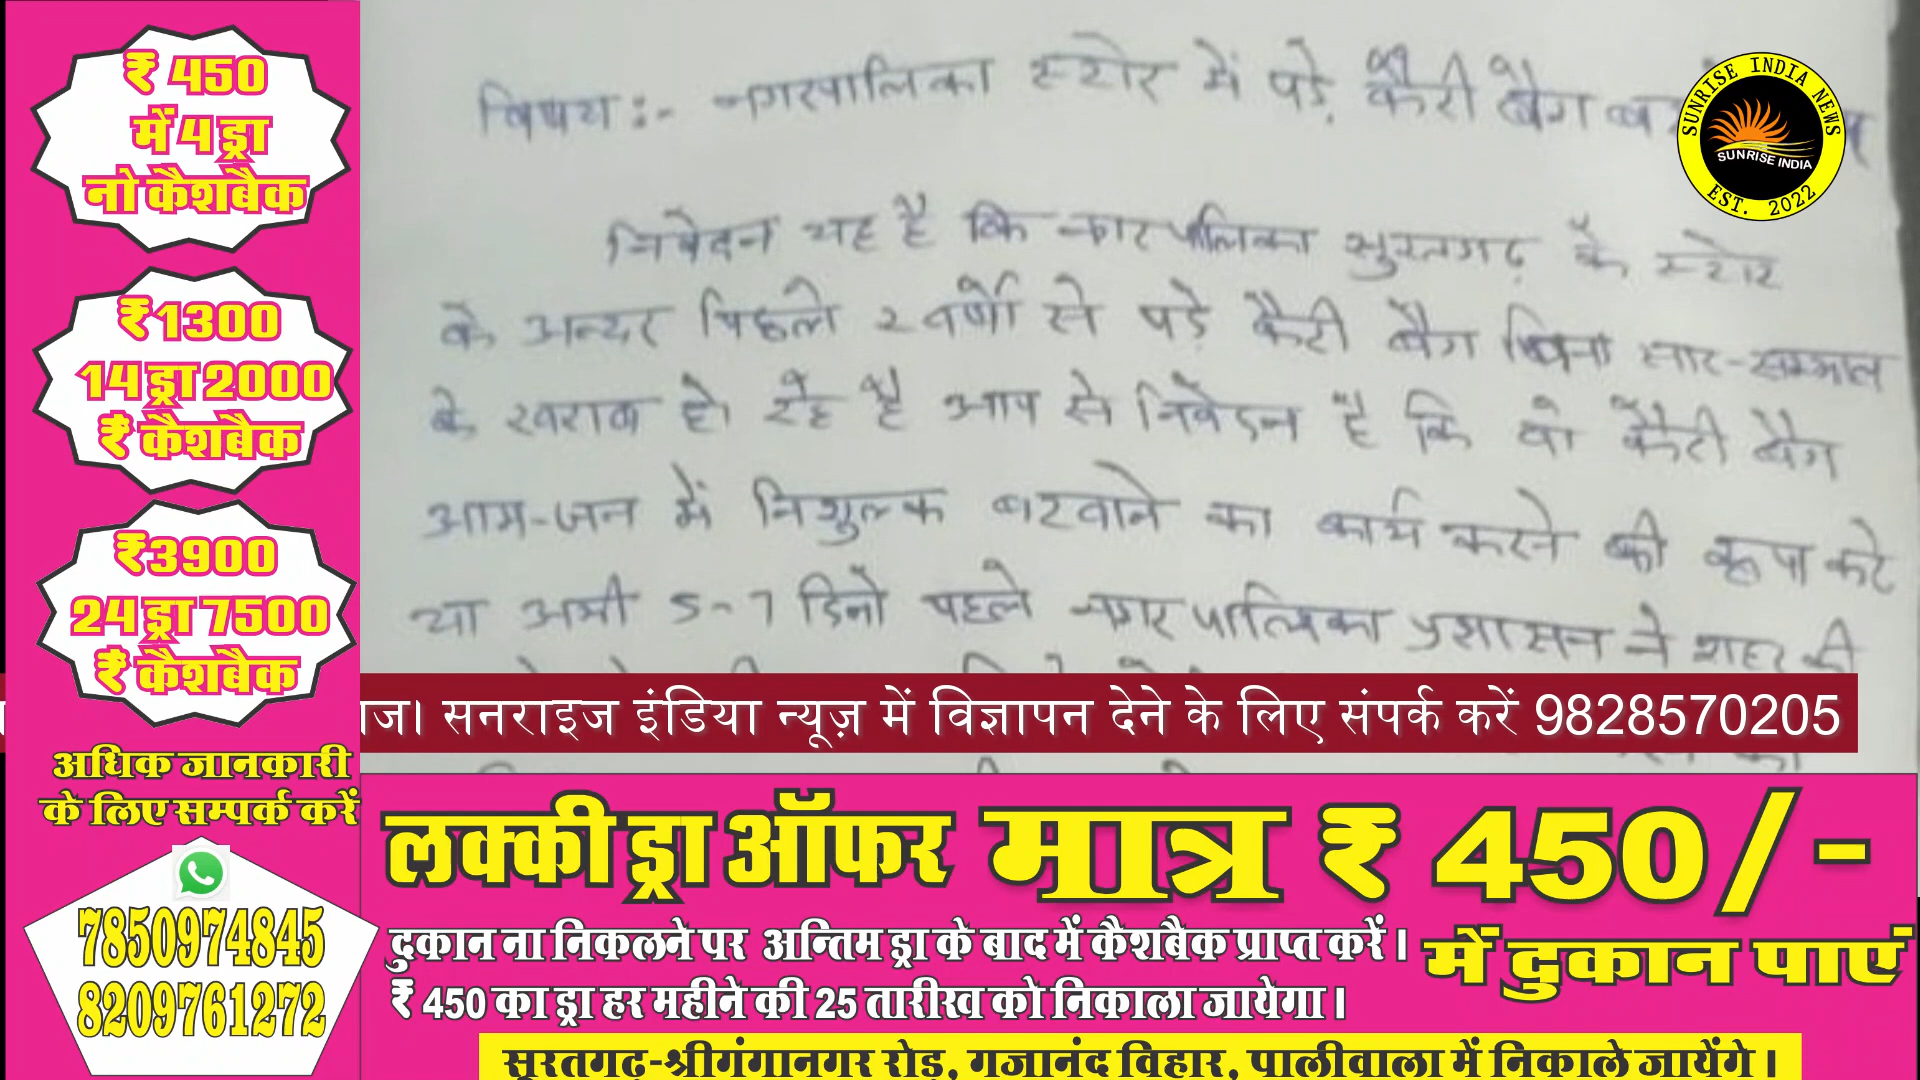 ₹ 450
में 4 ड्रा
नो कैशबैक
₹1300
14 ड्रा 2000
₹ कैशबैक
₹3900
24 ड्रा 7500
₹ कैशबैक
अधिक जानकारी
के लिए सम्पर्क करें
7850974845
8209761272
विषय :- नगरपालिका स्टोर में पड़े कैरी बैग
निवेदन यह है कि नगरपालिका सुरतगढ़ के स्टोर
के अन्दर पिछले 2 वर्षो से पड़े कैरी बैग बिना सार-सम्भाल
के खराब हो रहे है आप से निवेदन है कि वो कैरी बैग
आम-जन में निशुल्क बटवाने का कार्य करने की कृपा करे
या अभी 5-7 दिनों पहले नगरपालिका प्रशासन ने शहर की
SUNRISE INDIA NEWS
SUNRISE INDIA
EST. 2022
ाज। सनराइज इंडिया न्यूज़ में विज्ञापन देने के लिए संपर्क करें 9828570205
लक्की ड्रा ऑफर मात्र ₹ 450/-
में दुकान पाएं
दुकान ना निकलने पर अन्तिम ड्रा के बाद में कैशबैक प्राप्त करें।
₹ 450 का ड्रा हर महीने की 25 तारीख को निकाला जायेगा।
सूरतगढ़-श्रीगंगानगर रोड़, गजानंद विहार, पालीवाला में निकाले जायेंगे।